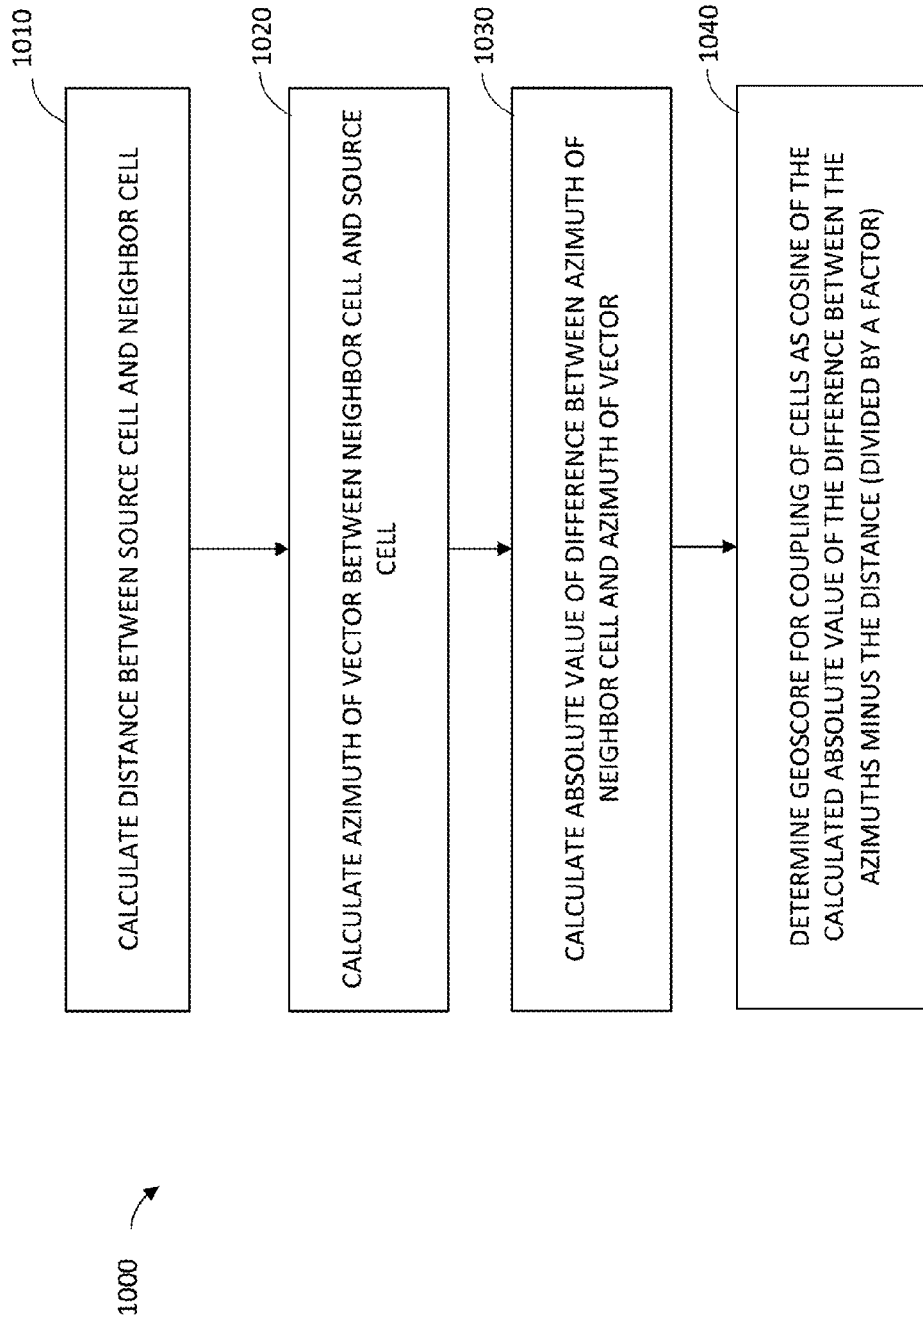 1000
1010
CALCULATE DISTANCE BETWEEN SOURCE CELL AND NEIGHBOR CELL
1020
CALCULATE AZIMUTH OF VECTOR BETWEEN NEIGHBOR CELL AND SOURCE
CELL
1030
CALCULATE ABSOLUTE VALUE OF DIFFERENCE BETWEEN AZIMUTH OF
NEIGHBOR CELL AND AZIMUTH OF VECTOR
1040
DETERMINE GEOSCORE FOR COUPLING OF CELLS AS COSINE OF THE
CALCULATED ABSOLUTE VALUE OF THE DIFFERENCE BETWEEN THE
AZIMUTHS MINUS THE DISTANCE (DIVIDED BY A FACTOR)